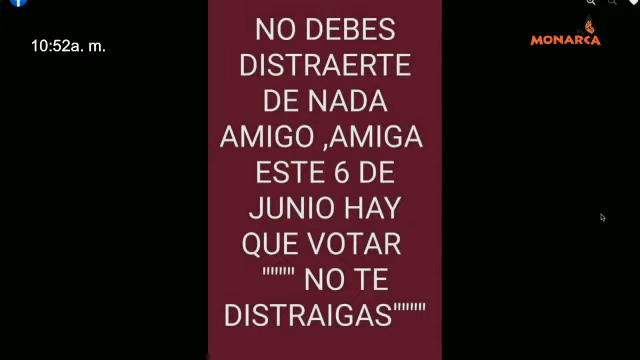 10:52a. m.
MONARCA
NO DEBES
DISTRAERTE
DE NADA
AMIGO ,AMIGA
ESTE 6 DE
JUNIO HAY
QUE VOTAR
""""" NO TE
DISTRAIGAS"""""